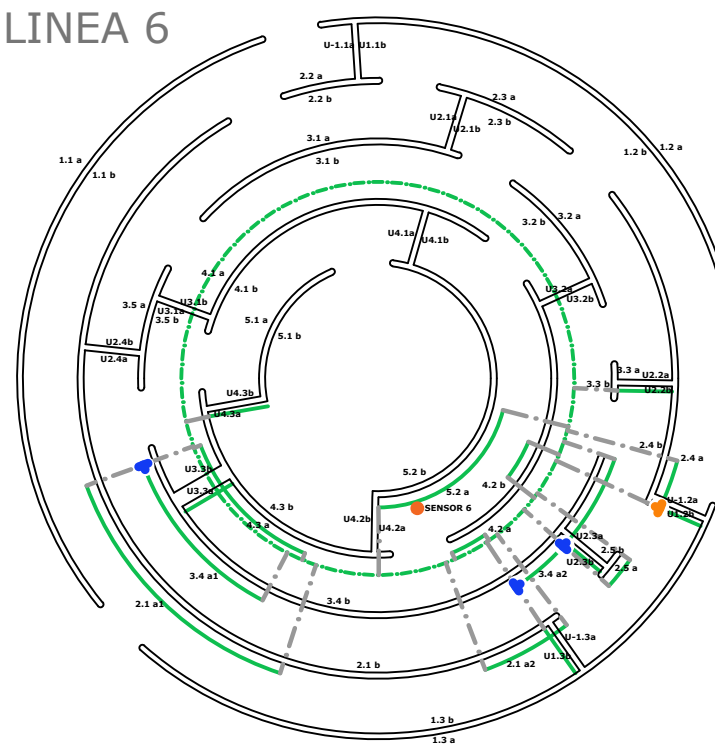 LINEA 6
U-1.1a U1.1b
2.2 a
2.2 b
2.3 a
U2.1a
2.3 b
U2.1b
1.2 a
1.2 b
3.1 a
3.1 b
1.1 a
1.1 b
3.2 a
3.2 b
U4.1a
U4.1b
4.1 a
4.1 b
U3.2a
U3.2b
3.5 a
U3.1b
U3.1a
3.5 b
5.1 a
5.1 b
U2.4b
U2.4a
3.3 a
U2.2a
3.3 b
U2.2b
U4.3b
U4.3a
2.4 b
2.4 a
U3.3b
5.2 b
4.2 b
U3.3a
5.2 a
U-1.2a
SENSOR 6
U1.2b
4.3 b
4.3 a
U4.2b
U4.2a
4.2 a
U2.3a
2.5 b
U2.3b
2.5 a
3.4 a1
3.4 a2
3.4 b
2.1 a1
U-1.3a
U1.3b
2.1 b
2.1 a2
1.3 b
1.3 a